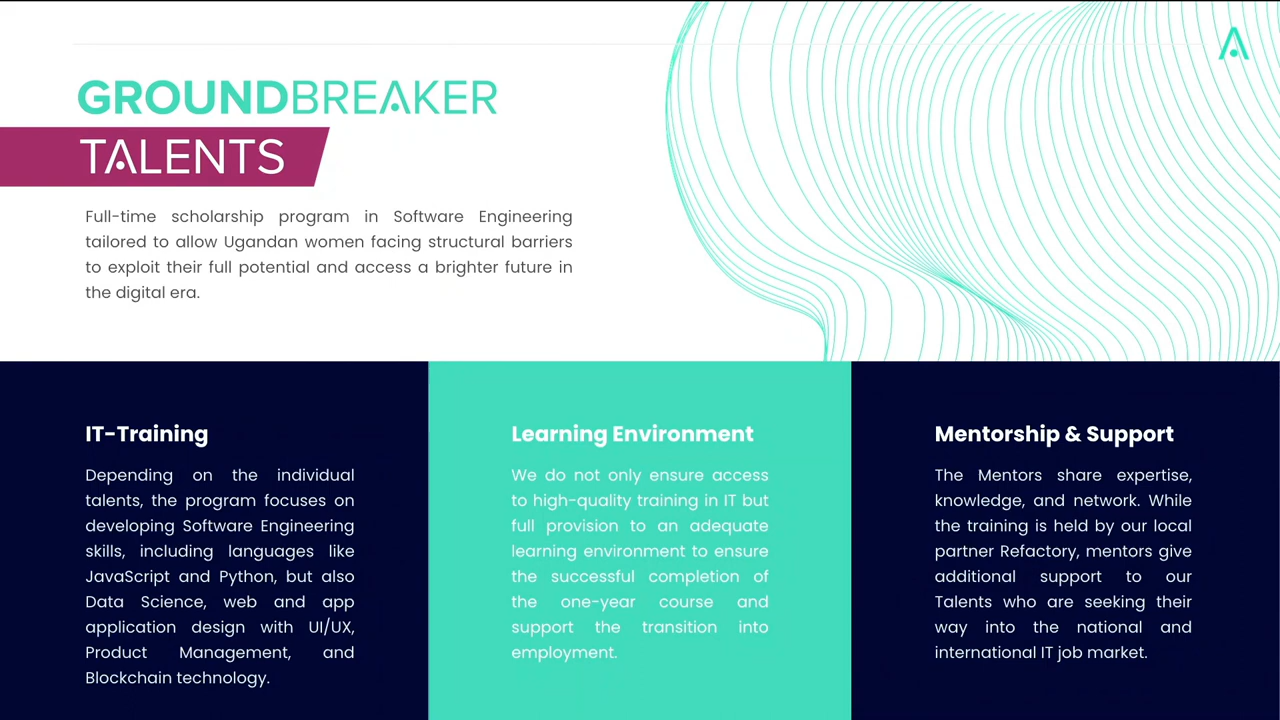 GROUNDBREAKER
TALENTS
Full-time scholarship program in Software Engineering
tailored to allow Ugandan women facing structural barriers
to exploit their full potential and access a brighter future in
the digital era.
IT-Training
Depending on the individual
talents, the program focuses on
developing Software Engineering
skills, including languages like
JavaScript and Python, but also
Data Science, web and app
application design with UI/UX,
Product Management, and
Blockchain technology.
Learning Environment
We do not only ensure access
to high-quality training in IT but
full provision to an adequate
learning environment to ensure
the successful completion of
the one-year course and
support the transition into
employment.
Mentorship & Support
The Mentors share expertise,
knowledge, and network. While
the training is held by our local
partner Refactory, mentors give
additional support to our
Talents who are seeking their
way into the national and
international IT job market.